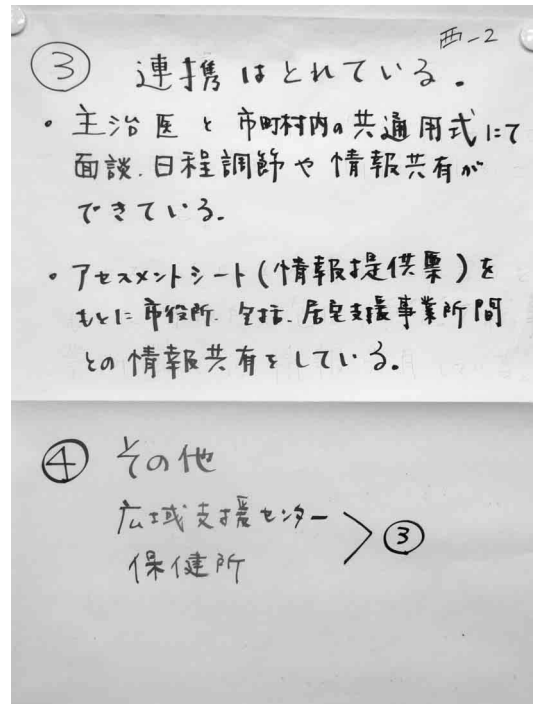 西-2
③ 連携はとれている.
・主治医と市町村内の共通用式にて
面談.日程調節や情報共有が
できている.
・アセスメントシート(情報提供票)を
もとに市役所.包括.居宅支援事業所間
との情報共有をしている.
④ その他
広域支援センター
保健所
> ③